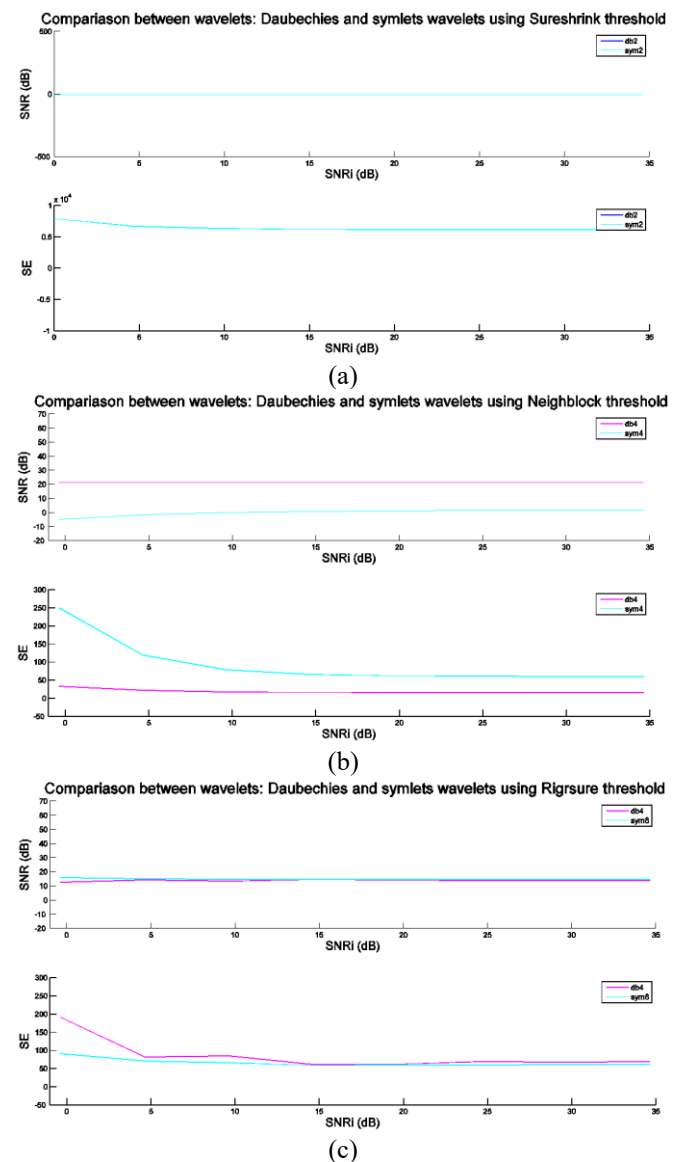 Compariason between wavelets: Daubechies and symlets wavelets using Sureshrink threshold
500
0
-500
SNR (dB)
db2
sym2
0 5 10 15 20 25 30 35
SNRi (dB)
x 10^4
1
0.5
0
-0.5
-1
SE
db2
sym2
0 5 10 15 20 25 30 35
SNRi (dB)
(a)
Compariason between wavelets: Daubechies and symlets wavelets using Neighblock threshold
70
60
50
40
30
20
10
0
-10
-20
SNR (dB)
db4
sym4
0 5 10 15 20 25 30 35
SNRi (dB)
300
250
200
150
100
50
0
-50
SE
db4
sym4
0 5 10 15 20 25 30 35
SNRi (dB)
(b)
Compariason between wavelets: Daubechies and symlets wavelets using Rigrsure threshold
70
60
50
40
30
20
10
0
-10
-20
SNR (dB)
db4
sym8
0 5 10 15 20 25 30 35
SNRi (dB)
300
250
200
150
100
50
0
-50
SE
db4
sym8
0 5 10 15 20 25 30 35
SNRi (dB)
(c)